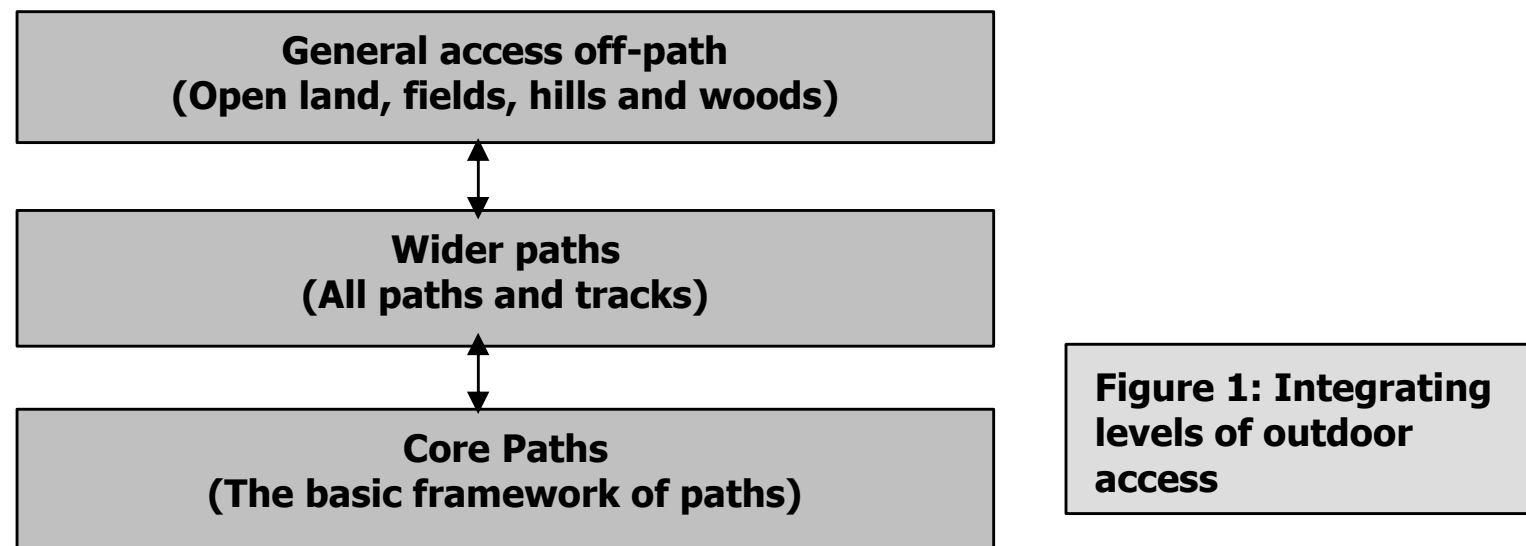 General access off-path
(Open land, fields, hills and woods)
Wider paths
(All paths and tracks)
Core Paths
(The basic framework of paths)
Figure 1: Integrating
levels of outdoor
access